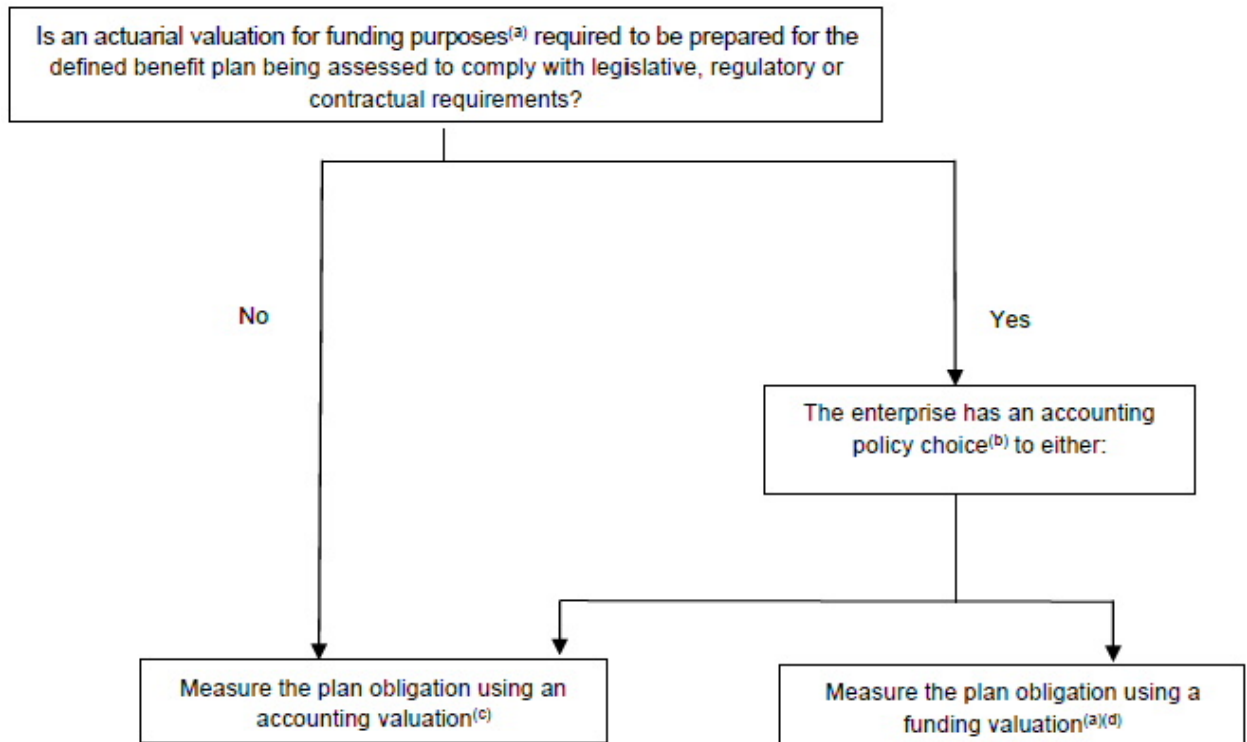 Is an actuarial valuation for funding purposes(a) required to be prepared for the
defined benefit plan being assessed to comply with legislative, regulatory or
contractual requirements?
No
Yes
The enterprise has an accounting
policy choice(b) to either:
Measure the plan obligation using an
accounting valuation(c)
Measure the plan obligation using a
funding valuation(a)(d)